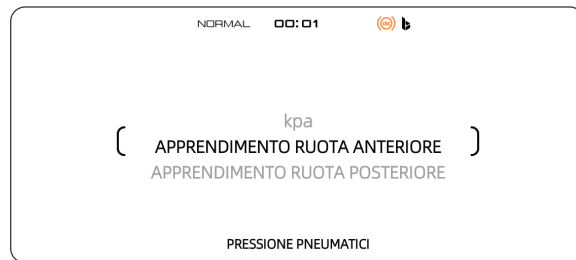 NORMAL 00:01
kpa
APPRENDIMENTO RUOTA ANTERIORE
APPRENDIMENTO RUOTA POSTERIORE
PRESSIONE PNEUMATICI